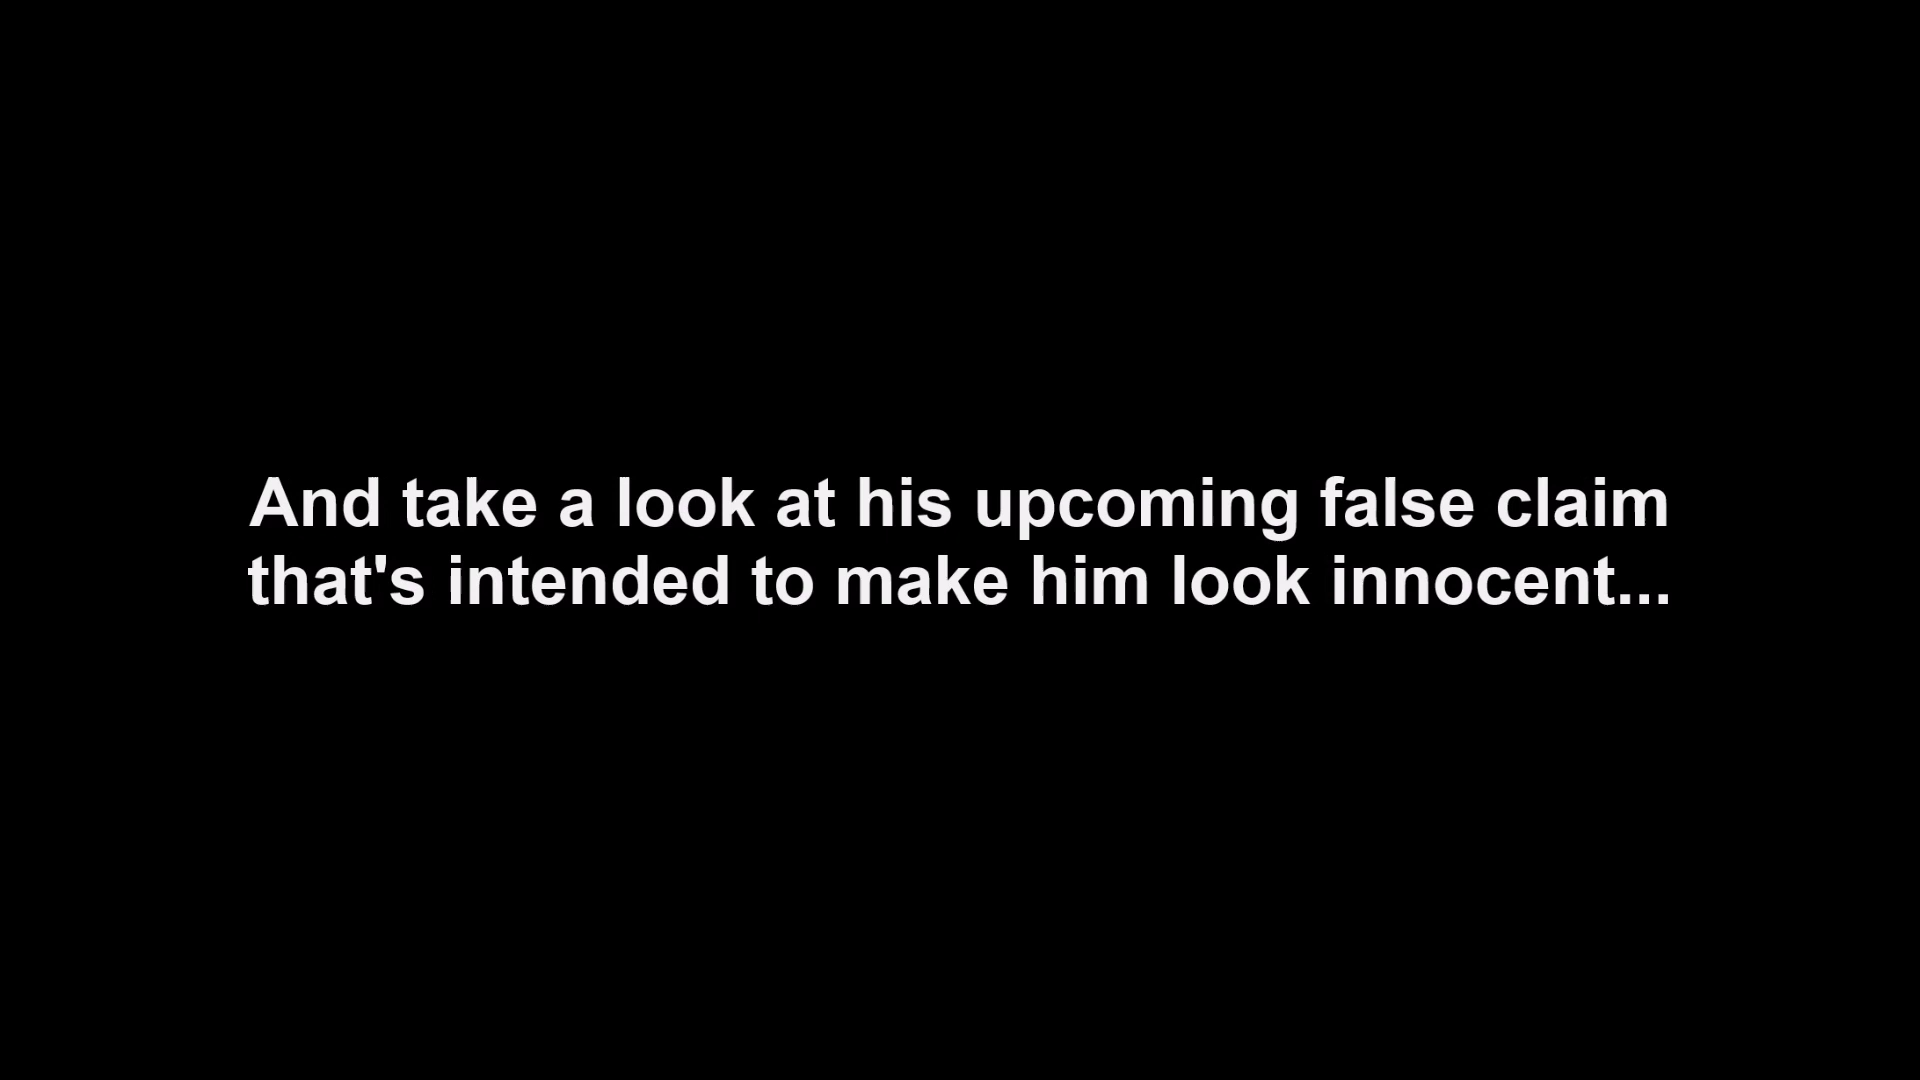 And take a look at his upcoming false claim
that's intended to make him look innocent...